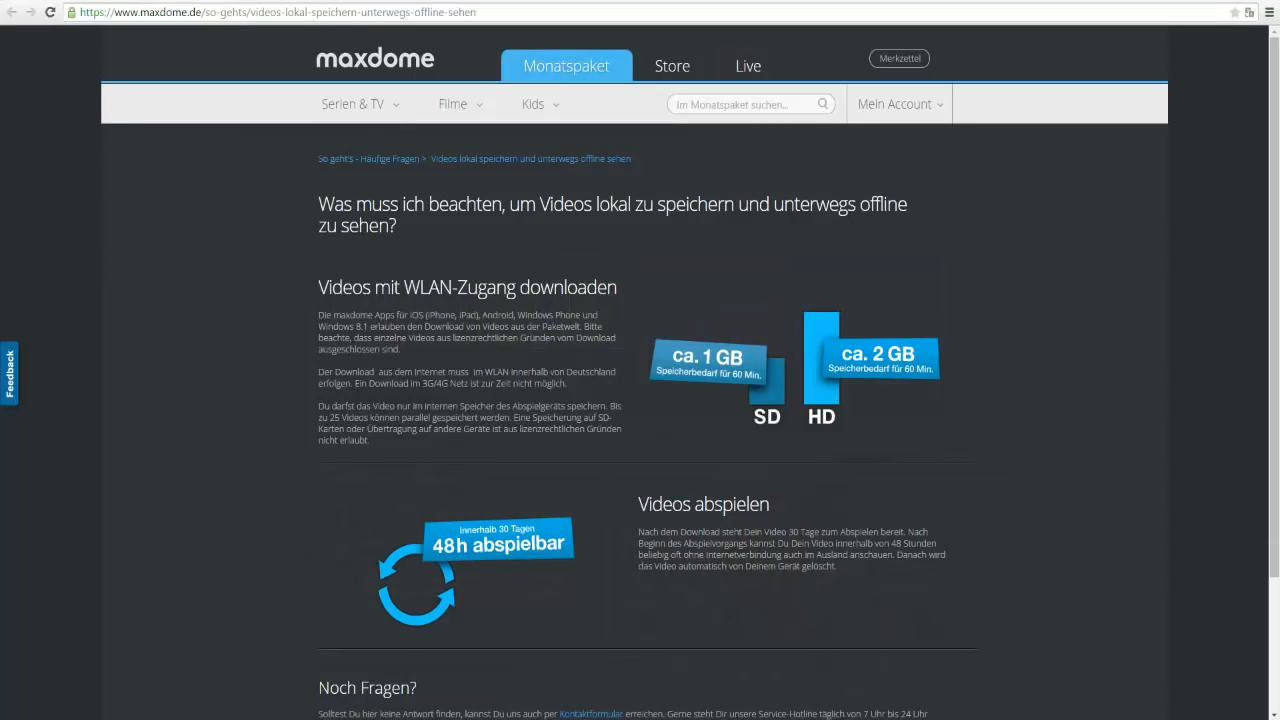 https://www.maxdome.de/so-gehts/videos-lokal-speichern-unterwegs-offline-sehen
maxdome
Monatspaket
Store
Live
Merkzettel
Serien & TV
Filme
Kids
Im Monatspaket suchen...
Mein Account
So geht's - Häufige Fragen > Videos lokal speichern und unterwegs offline sehen
Was muss ich beachten, um Videos lokal zu speichern und unterwegs offline
zu sehen?
Videos mit WLAN-Zugang downloaden
Die maxdome Apps für iOS (iPhone, iPad), Android, Windows Phone und
Windows 8.1 erlauben den Download von Videos aus der Paketwelt. Bitte
beachte, dass einzelne Videos aus lizenzrechtlichen Gründen vom Download
ausgeschlossen sind.
Der Download aus dem Internet muss im WLAN innerhalb von Deutschland
erfolgen. Ein Download im 3G/4G Netz ist zur Zeit nicht möglich.
Du darfst das Video nur im internen Speicher des Abspielgeräts speichern. Bis
zu 25 Videos können parallel gespeichert werden. Eine Speicherung auf SD-
Karten oder Übertragung auf andere Geräte ist aus lizenzrechtlichen Gründen
nicht erlaubt.
ca. 1 GB
Speicherbedarf für 60 Min.
SD
ca. 2 GB
Speicherbedarf für 60 Min.
HD
Feedback
Innerhalb 30 Tagen
48h abspielbar
Videos abspielen
Nach dem Download steht Dein Video 30 Tage zum Abspielen bereit. Nach
Beginn des Abspielvorgangs kannst Du Dein Video innerhalb von 48 Stunden
beliebig oft ohne Internetverbindung auch im Ausland anschauen. Danach wird
das Video automatisch von Deinem Gerät gelöscht.
Noch Fragen?
Solltest Du hier keine Antwort finden, kannst Du uns auch per Kontaktformular erreichen. Gerne steht Dir unsere Service-Hotline täglich von 7 Uhr bis 24 Uhr